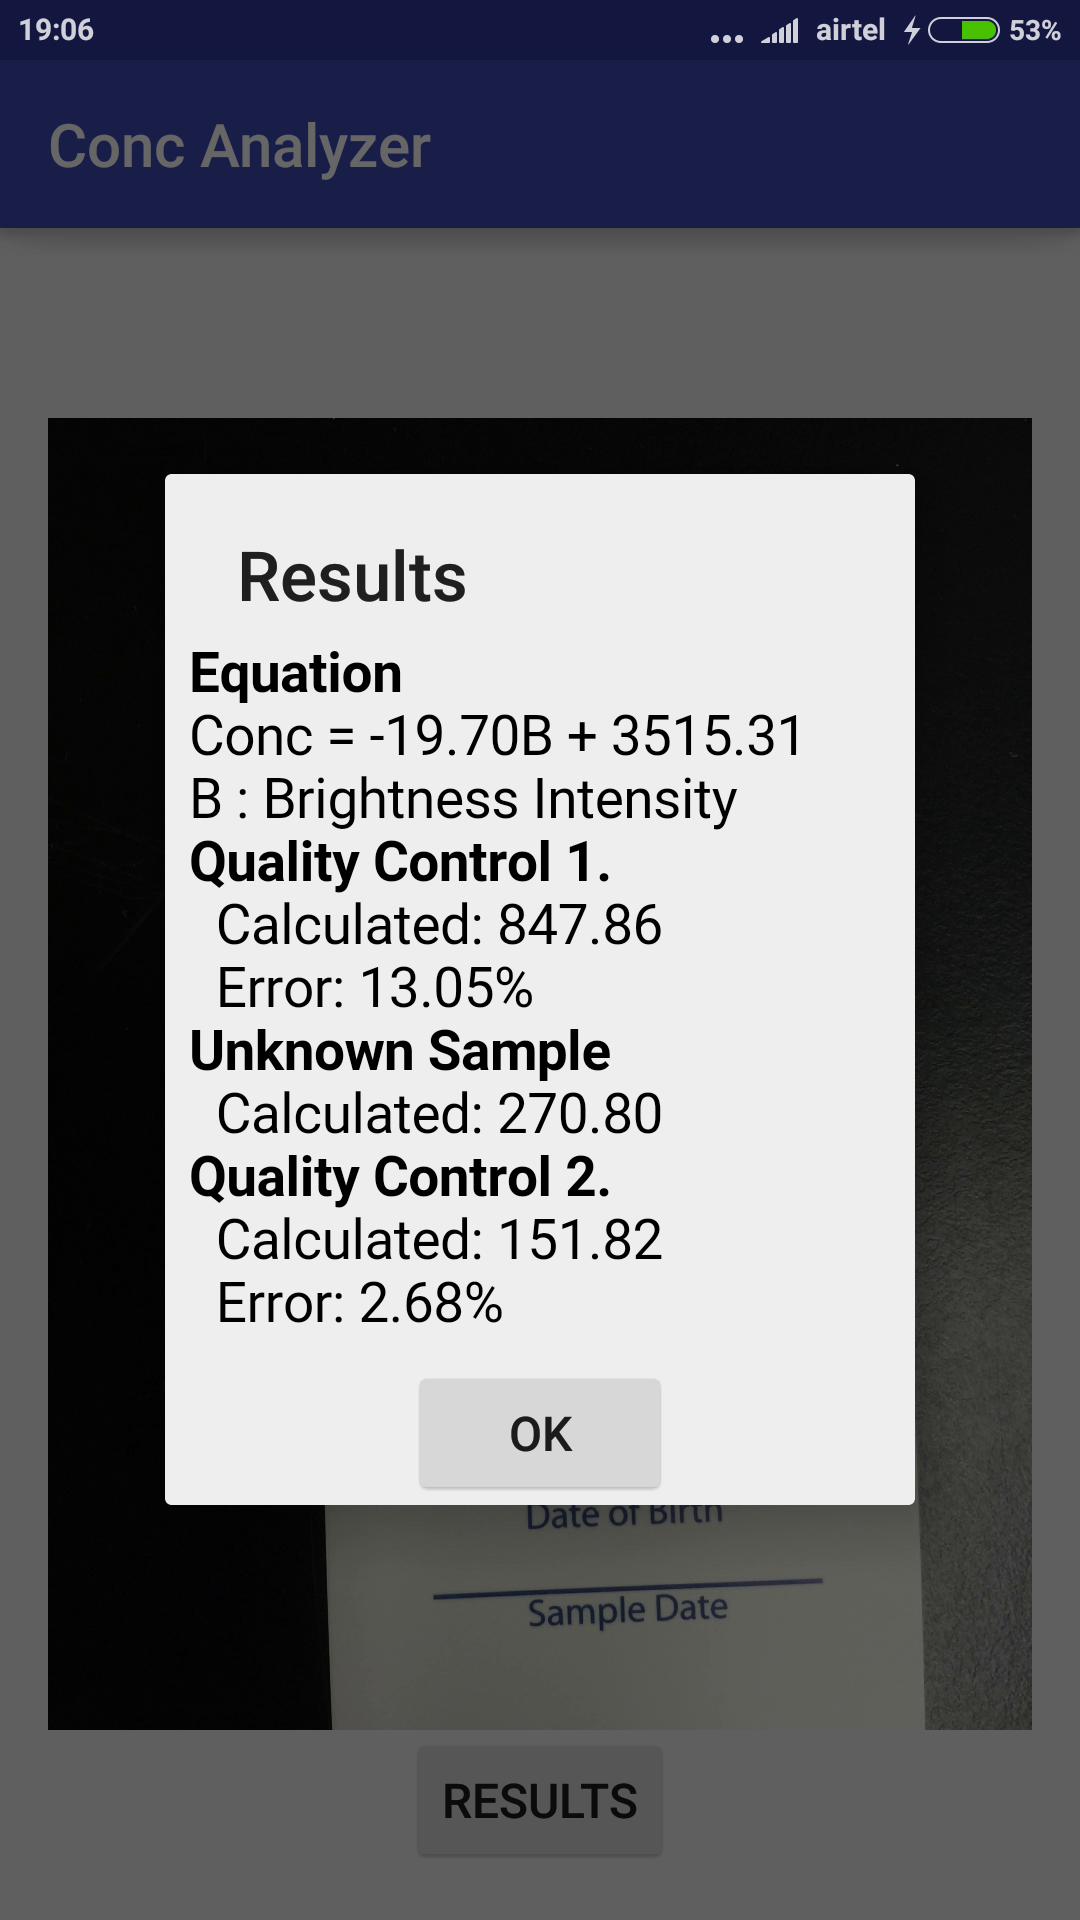 19:06 ... airtel 53%
Conc Analyzer
Results
Equation
Conc = -19.70B + 3515.31
B : Brightness Intensity
Quality Control 1.
Calculated: 847.86
Error: 13.05%
Unknown Sample
Calculated: 270.80
Quality Control 2.
Calculated: 151.82
Error: 2.68%
OK
Date of Birth
Sample Date
RESULTS